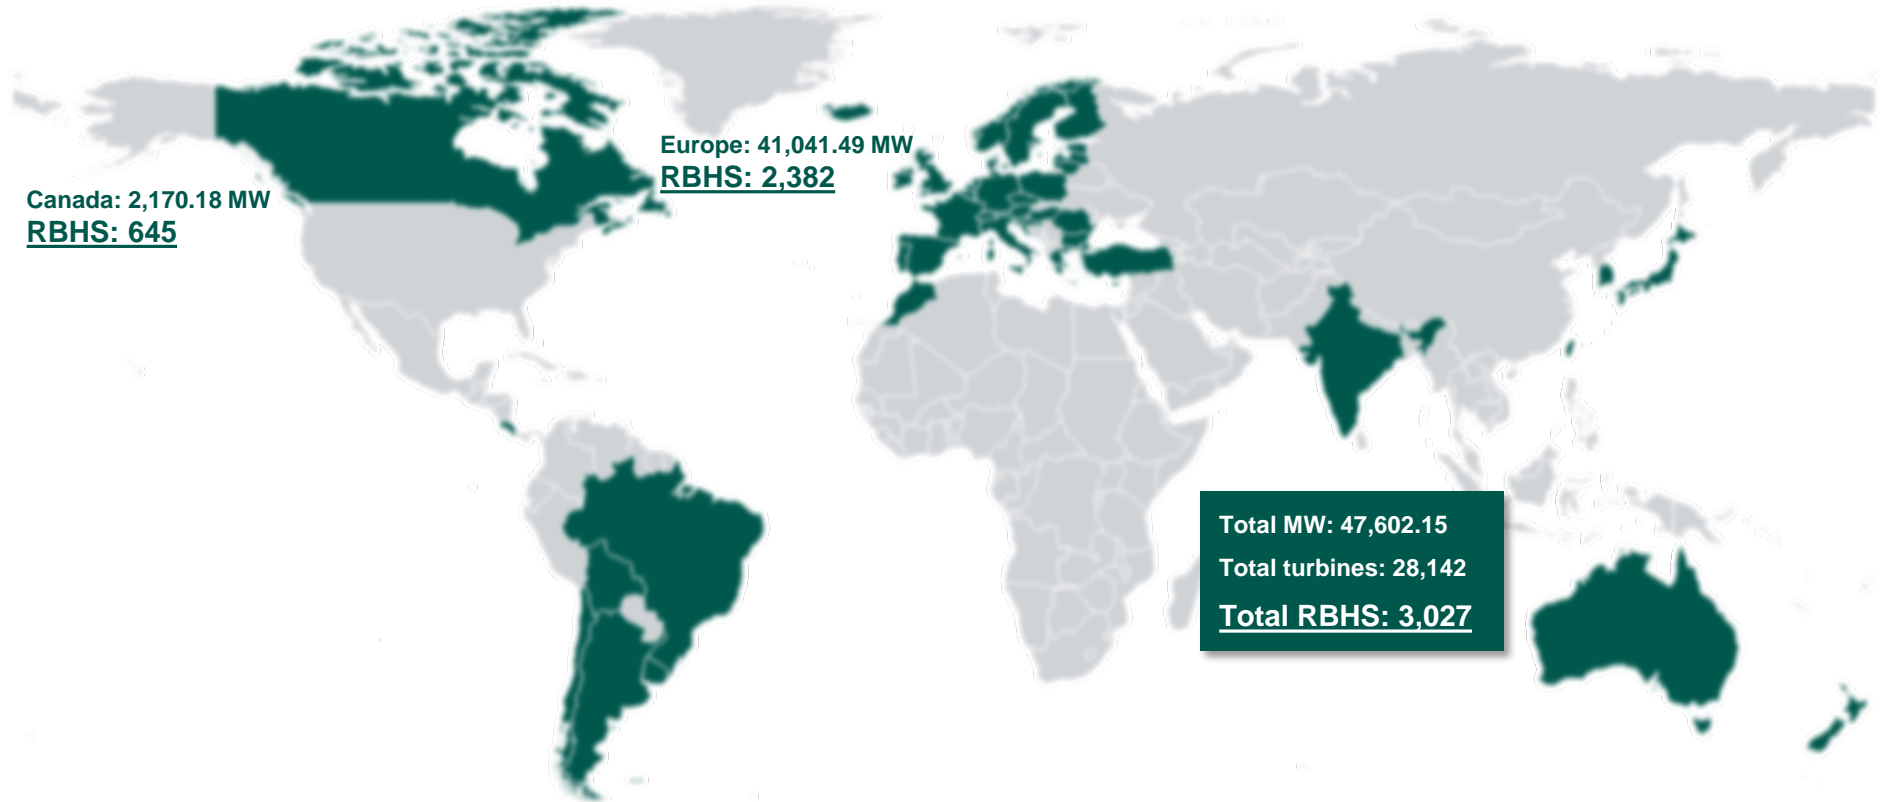 Europe: 41,041.49 MW
RBHS: 2,382
Canada: 2,170.18 MW
RBHS: 645
Total MW: 47,602.15
Total turbines: 28,142
Total RBHS: 3,027